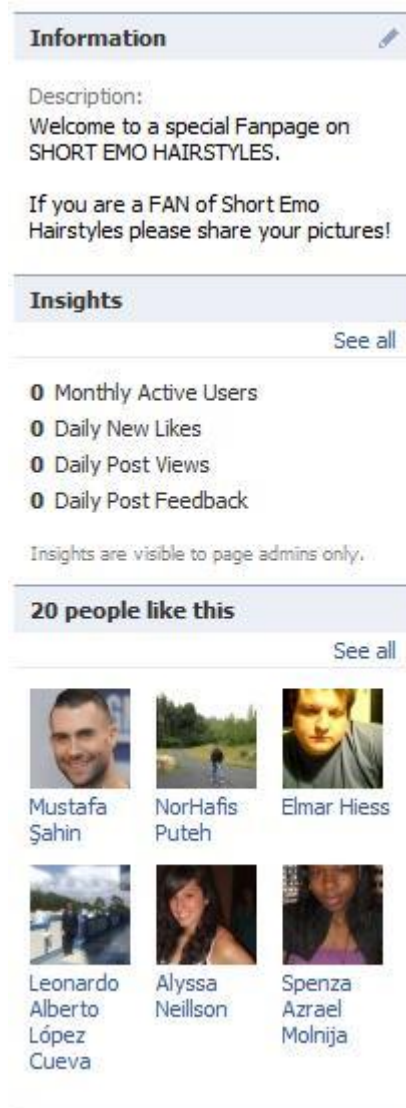 Information
Description:
Welcome to a special Fanpage on
SHORT EMO HAIRSTYLES.
If you are a FAN of Short Emo
Hairstyles please share your pictures!
Insights
See all
0 Monthly Active Users
0 Daily New Likes
0 Daily Post Views
0 Daily Post Feedback
Insights are visible to page admins only.
20 people like this
See all
Mustafa
Şahin
NorHafis
Puteh
Elmar Hiess
Leonardo
Alberto
López
Cueva
Alyssa
Neillson
Spenza
Azrael
Molnija